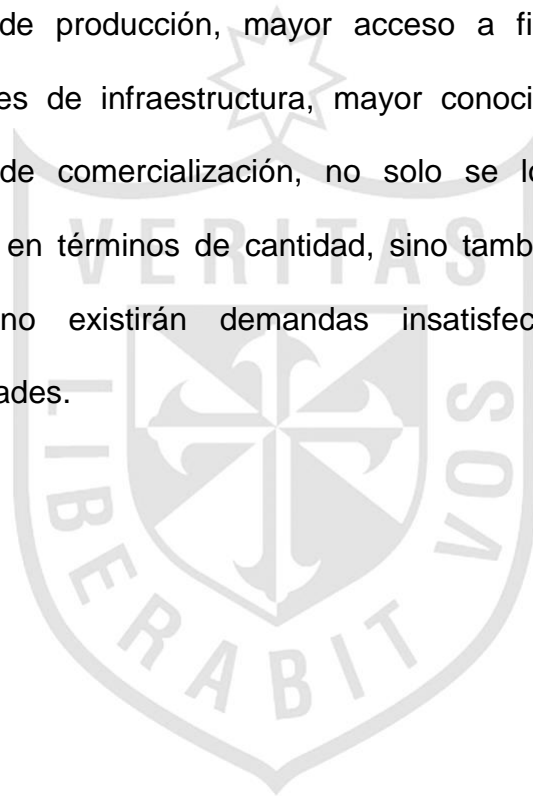 de producción, mayor acceso a fi
es de infraestructura, mayor conoci
de comercialización, no solo se lo
en términos de cantidad, sino tamb
no existirán demandas insatisfec
ades.
VERITAS
LIBERABIT
VOS